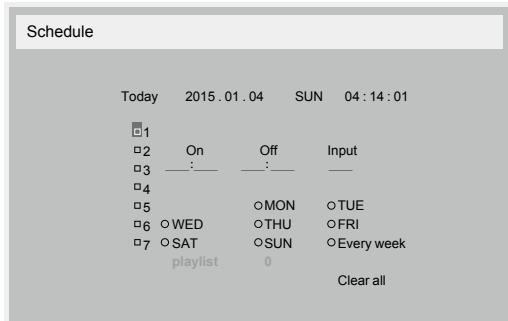 Schedule
Today 2015 . 01 . 04 SUN 04 : 14 : 01
1
2 On Off Input
3 __:__ __:__ __
4
5 MON TUE
6 WED THU FRI
7 SAT SUN Every week
playlist 0
Clear all